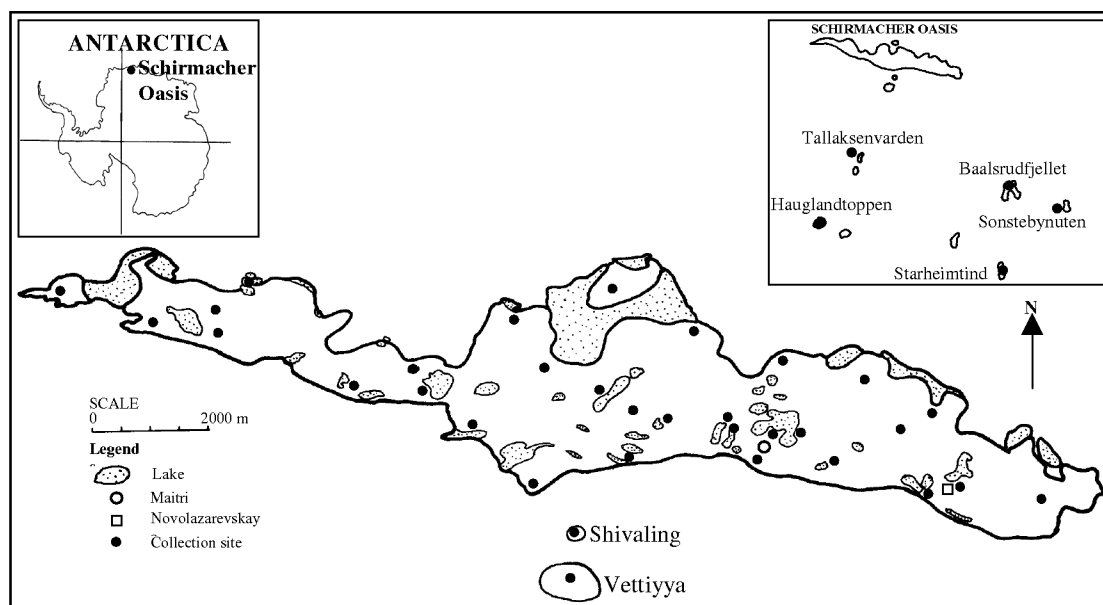 ANTARCTICA
Schirmacher
Oasis
SCHIRMACHER OASIS
Tallaksenvarden
Baalsrudfjellet
Hauglandtoppen
Sonstebynuten
Starheimtind
N
SCALE
0 2000 m
Legend
Lake
Maitri
Novolazarevskay
Collection site
Shivaling
Vettiyya